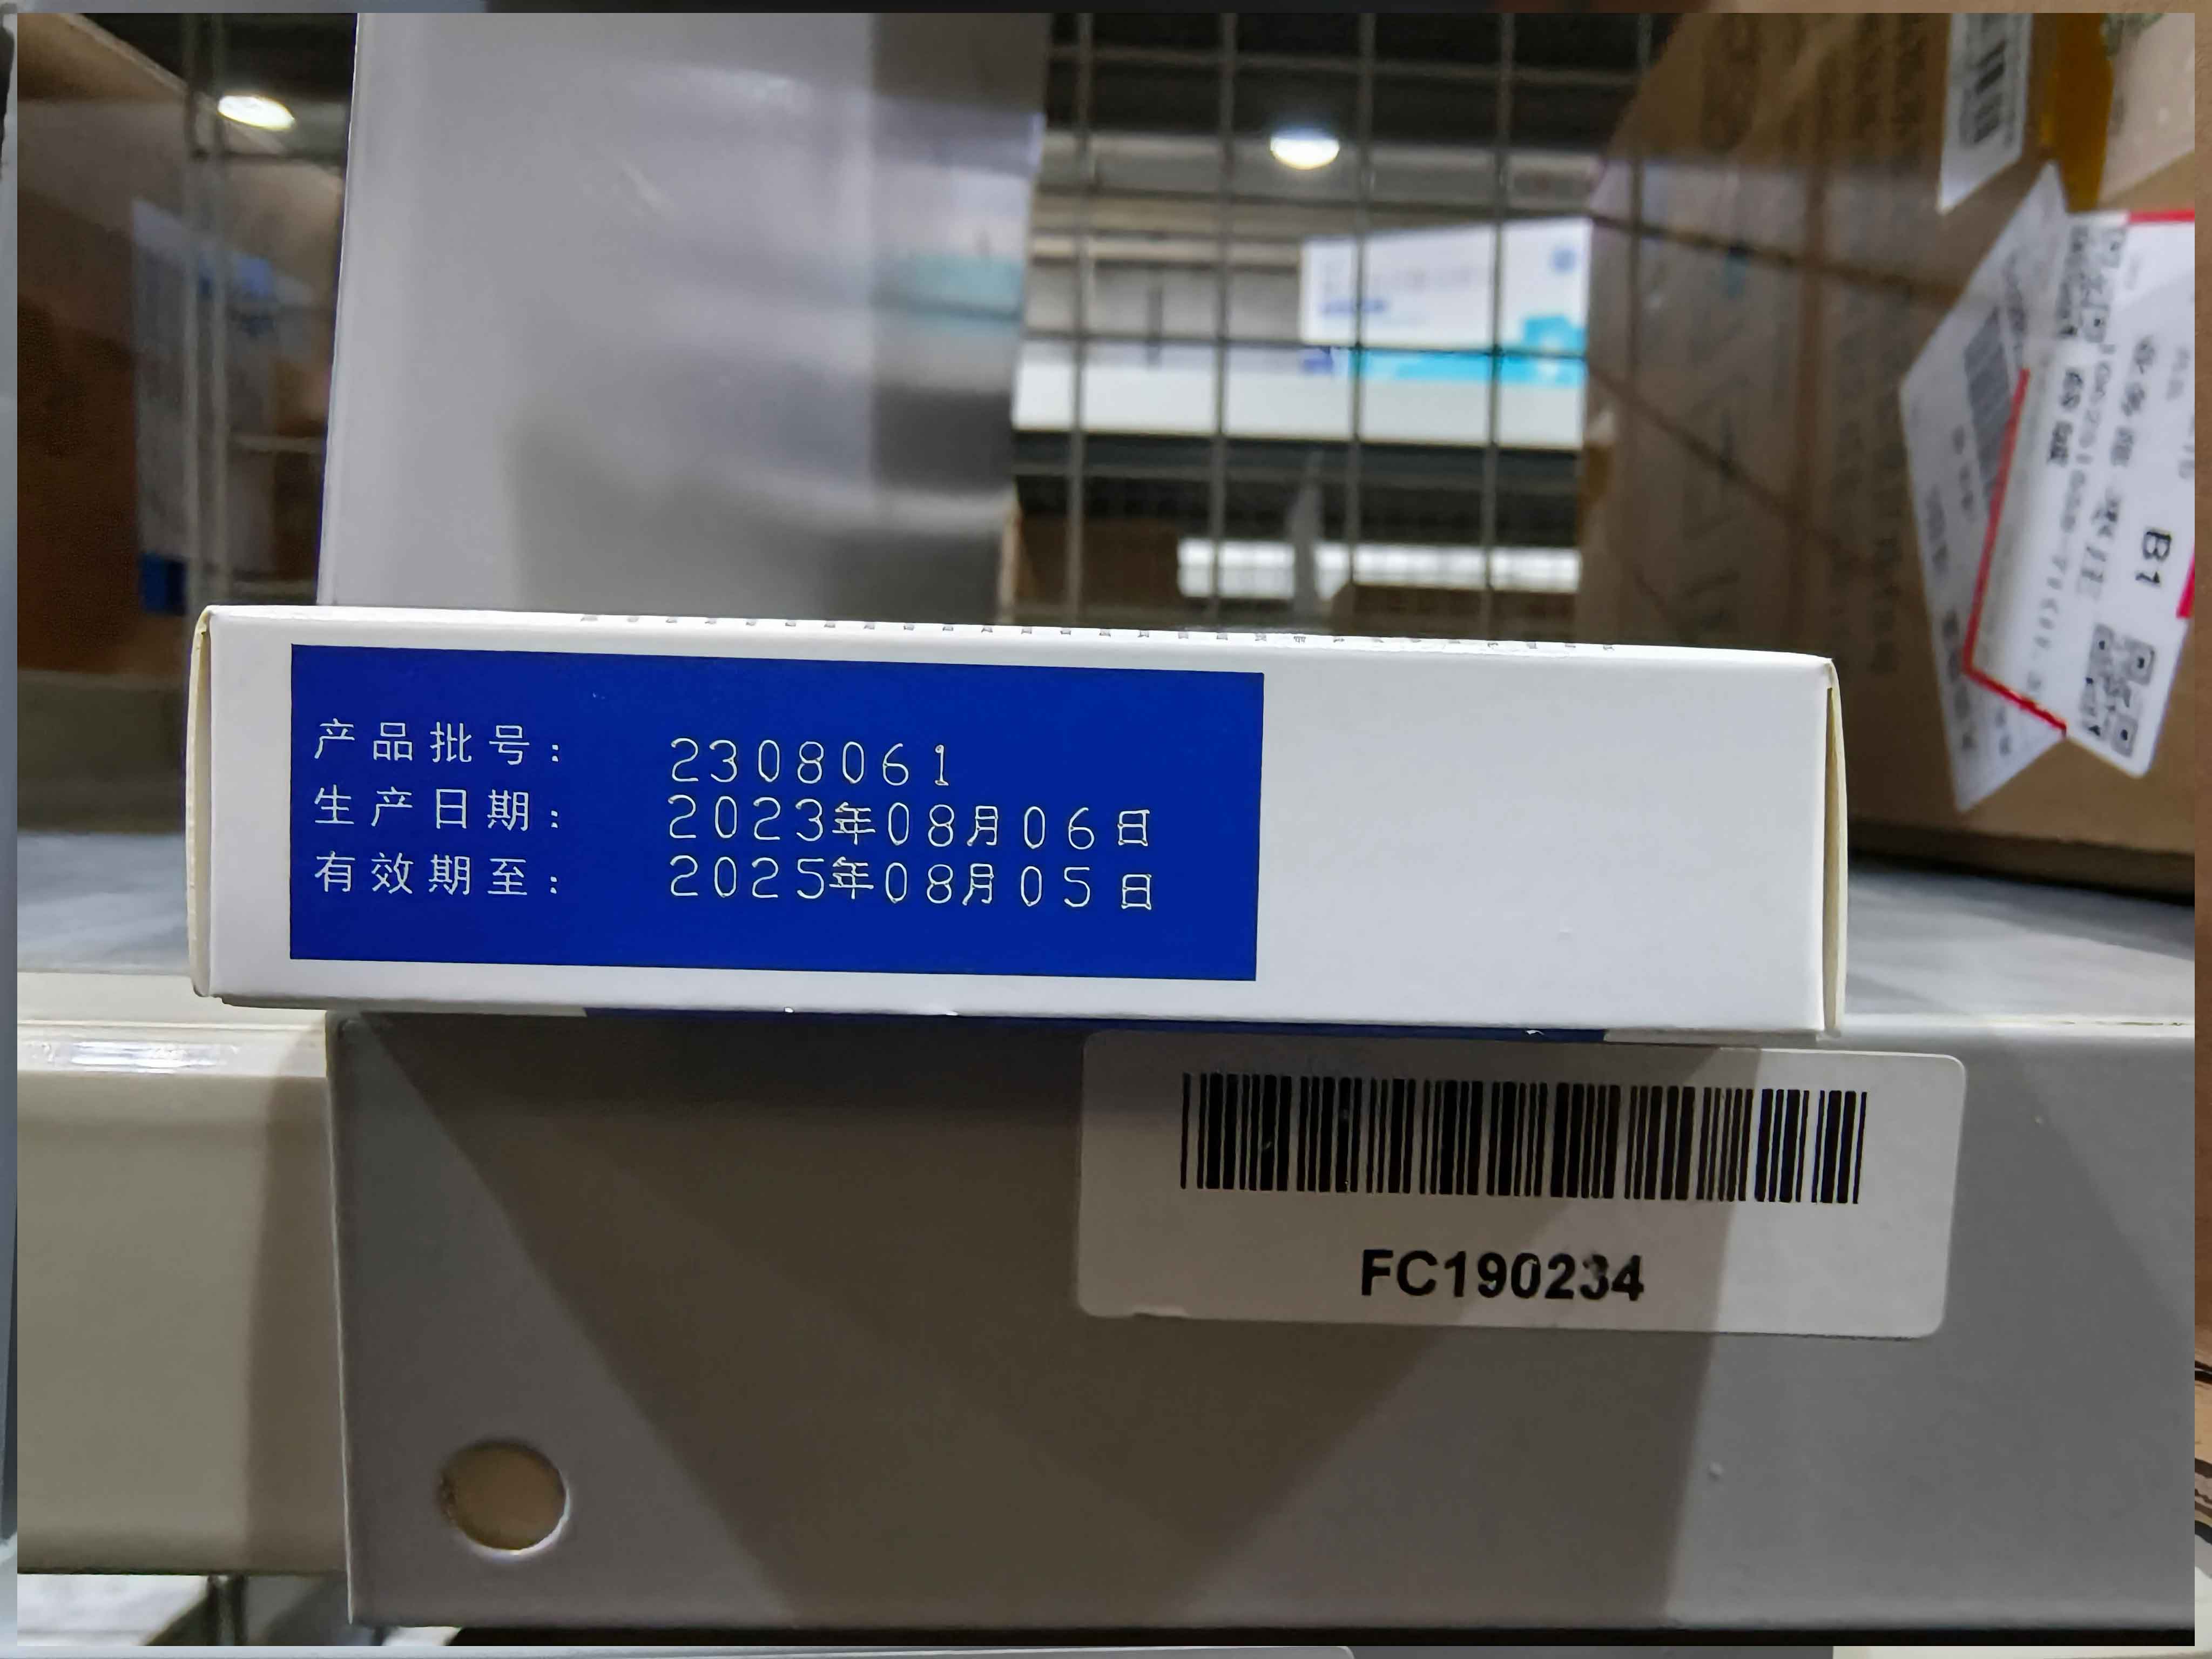 产品批号： 2308061
生产日期： 2023年08月06日
有效期至： 2025年08月05日
FC190234
B1